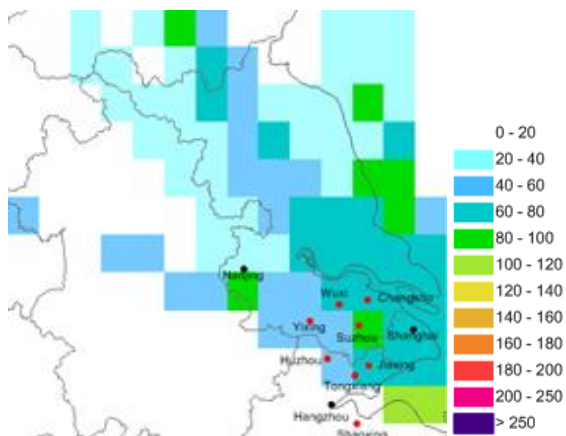 Nanjing
Wuxi
Changshu
Yixing
Suzhou
Shanghai
Huzhou
Jiaxing
Tongxiang
Hangzhou
Shaoxing
0 - 20
20 - 40
40 - 60
60 - 80
80 - 100
100 - 120
120 - 140
140 - 160
160 - 180
180 - 200
200 - 250
> 250